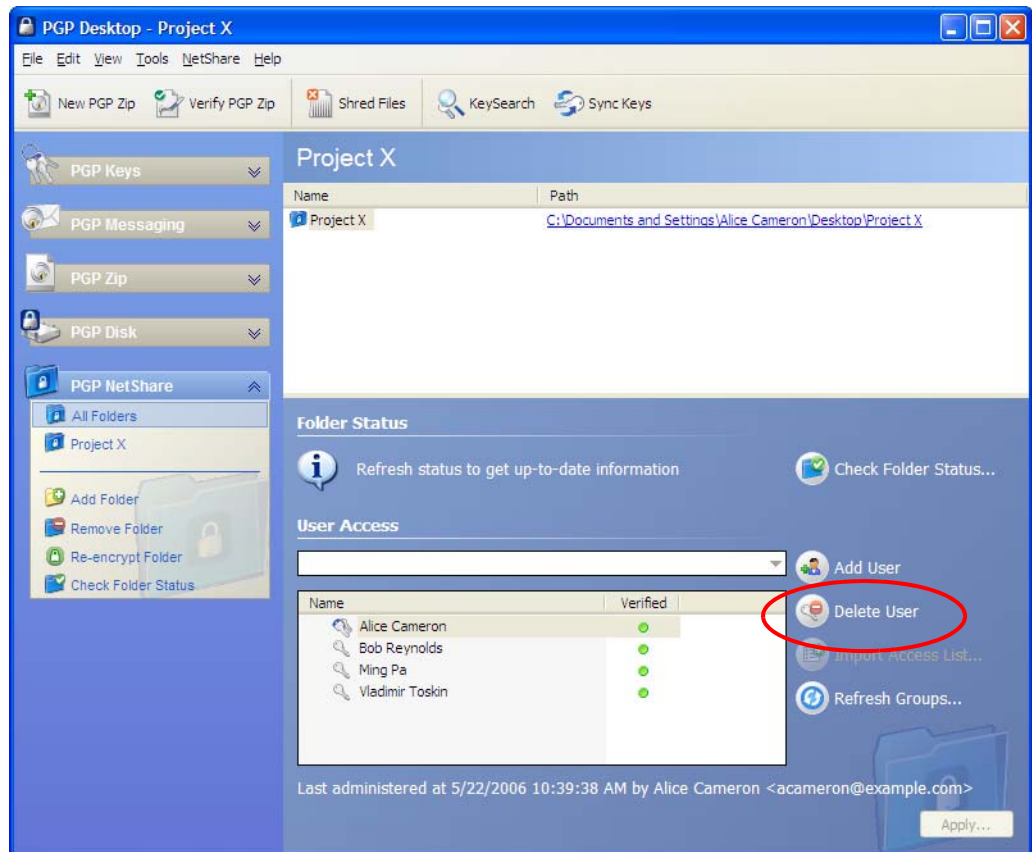 PGP Desktop - Project X
File Edit View Tools NetShare Help
New PGP Zip Verify PGP Zip Shred Files KeySearch Sync Keys
PGP Keys
PGP Messaging
PGP Zip
PGP Disk
PGP NetShare
All Folders
Project X
Add Folder
Remove Folder
Re-encrypt Folder
Check Folder Status
Project X
Name Path
Project X C:\Documents and Settings\Alice Cameron\Desktop\Project X
Folder Status
Refresh status to get up-to-date information
Check Folder Status...
User Access
Add User
Delete User
Import Access List...
Refresh Groups...
Name Verified
Alice Cameron
Bob Reynolds
Ming Pa
Vladimir Toskin
Last administered at 5/22/2006 10:39:38 AM by Alice Cameron <acameron@example.com>
Apply...